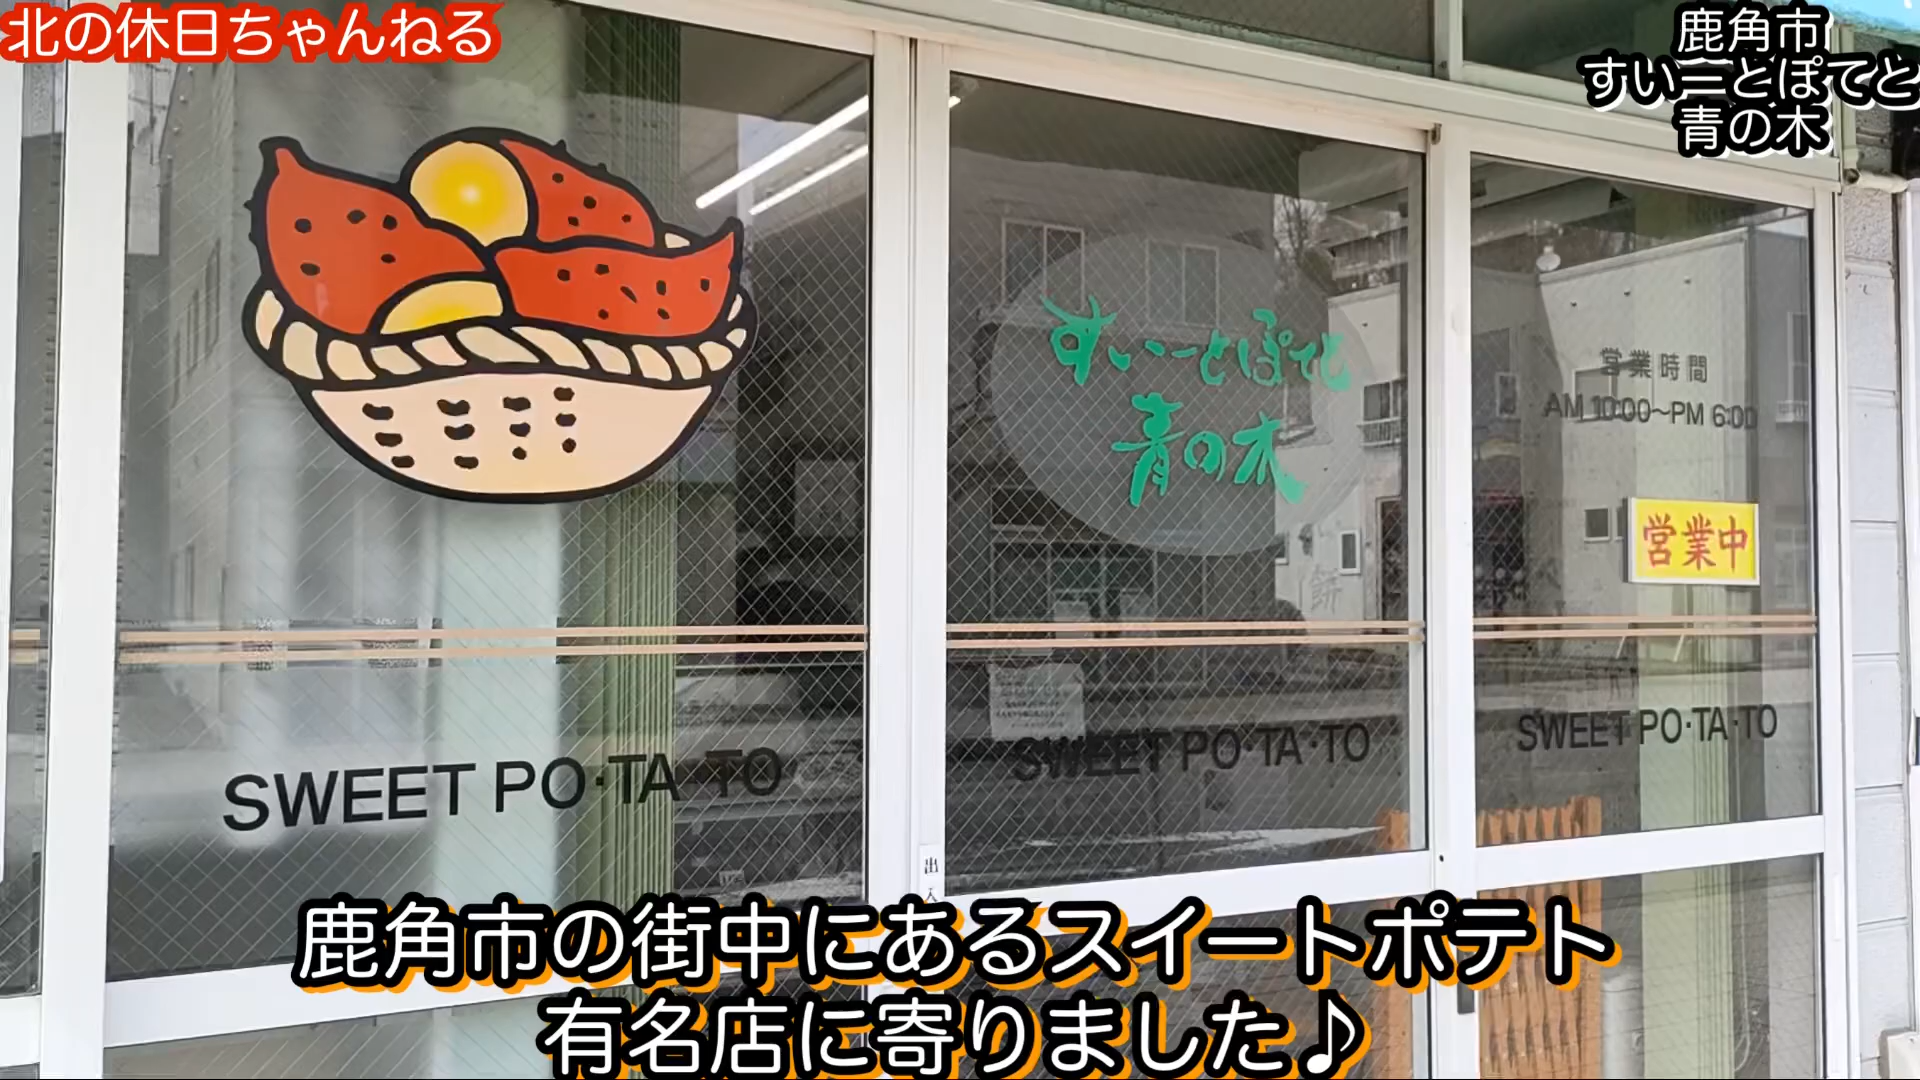 北の休日ちゃんねる
鹿角市
すいーとぽてと
青の木
すいーとぽてと
青の木
営業時間
AM 10:00〜PM 6:00
営業中
SWEET PO・TA・TO
SWEET PO・TA・TO
SWEET PO・TA・TO
出
入
鹿角市の街中にあるスイートポテト
有名店に寄りました♪